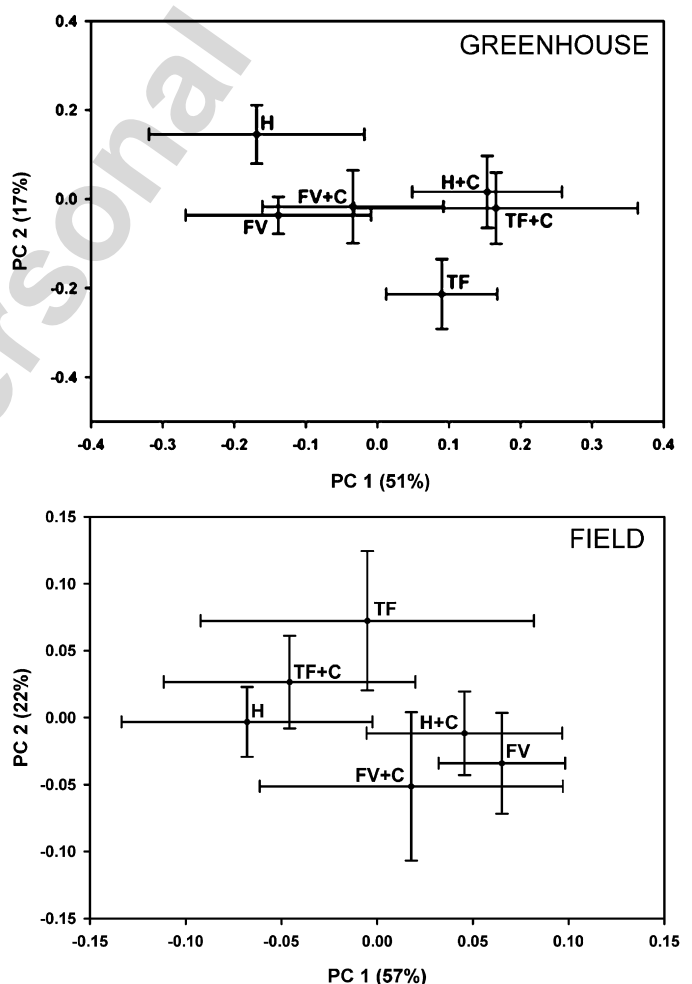 GREENHOUSE
0.4
0.2
0.0
-0.2
-0.4
PC 2 (17%)
H
FV+C
FV
H+C
TF+C
TF
-0.4 -0.3 -0.2 -0.1 0.0 0.1 0.2 0.3 0.4
PC 1 (51%)
FIELD
0.15
0.10
0.05
0.00
-0.05
-0.10
-0.15
PC 2 (22%)
TF
TF+C
H
H+C
FV
FV+C
-0.15 -0.10 -0.05 0.00 0.05 0.10 0.15
PC 1 (57%)
ersonal